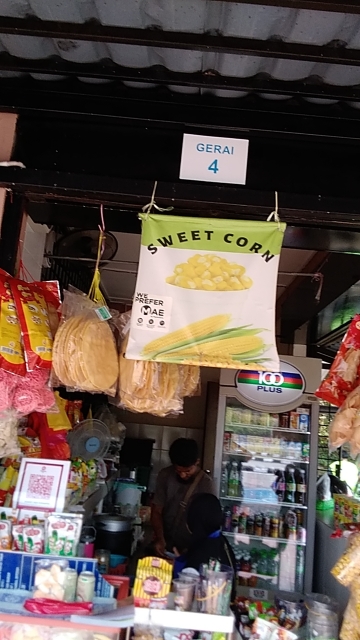 GERAI
4
SWEET CORN
WE
PREFER
MAE
100
PLUS